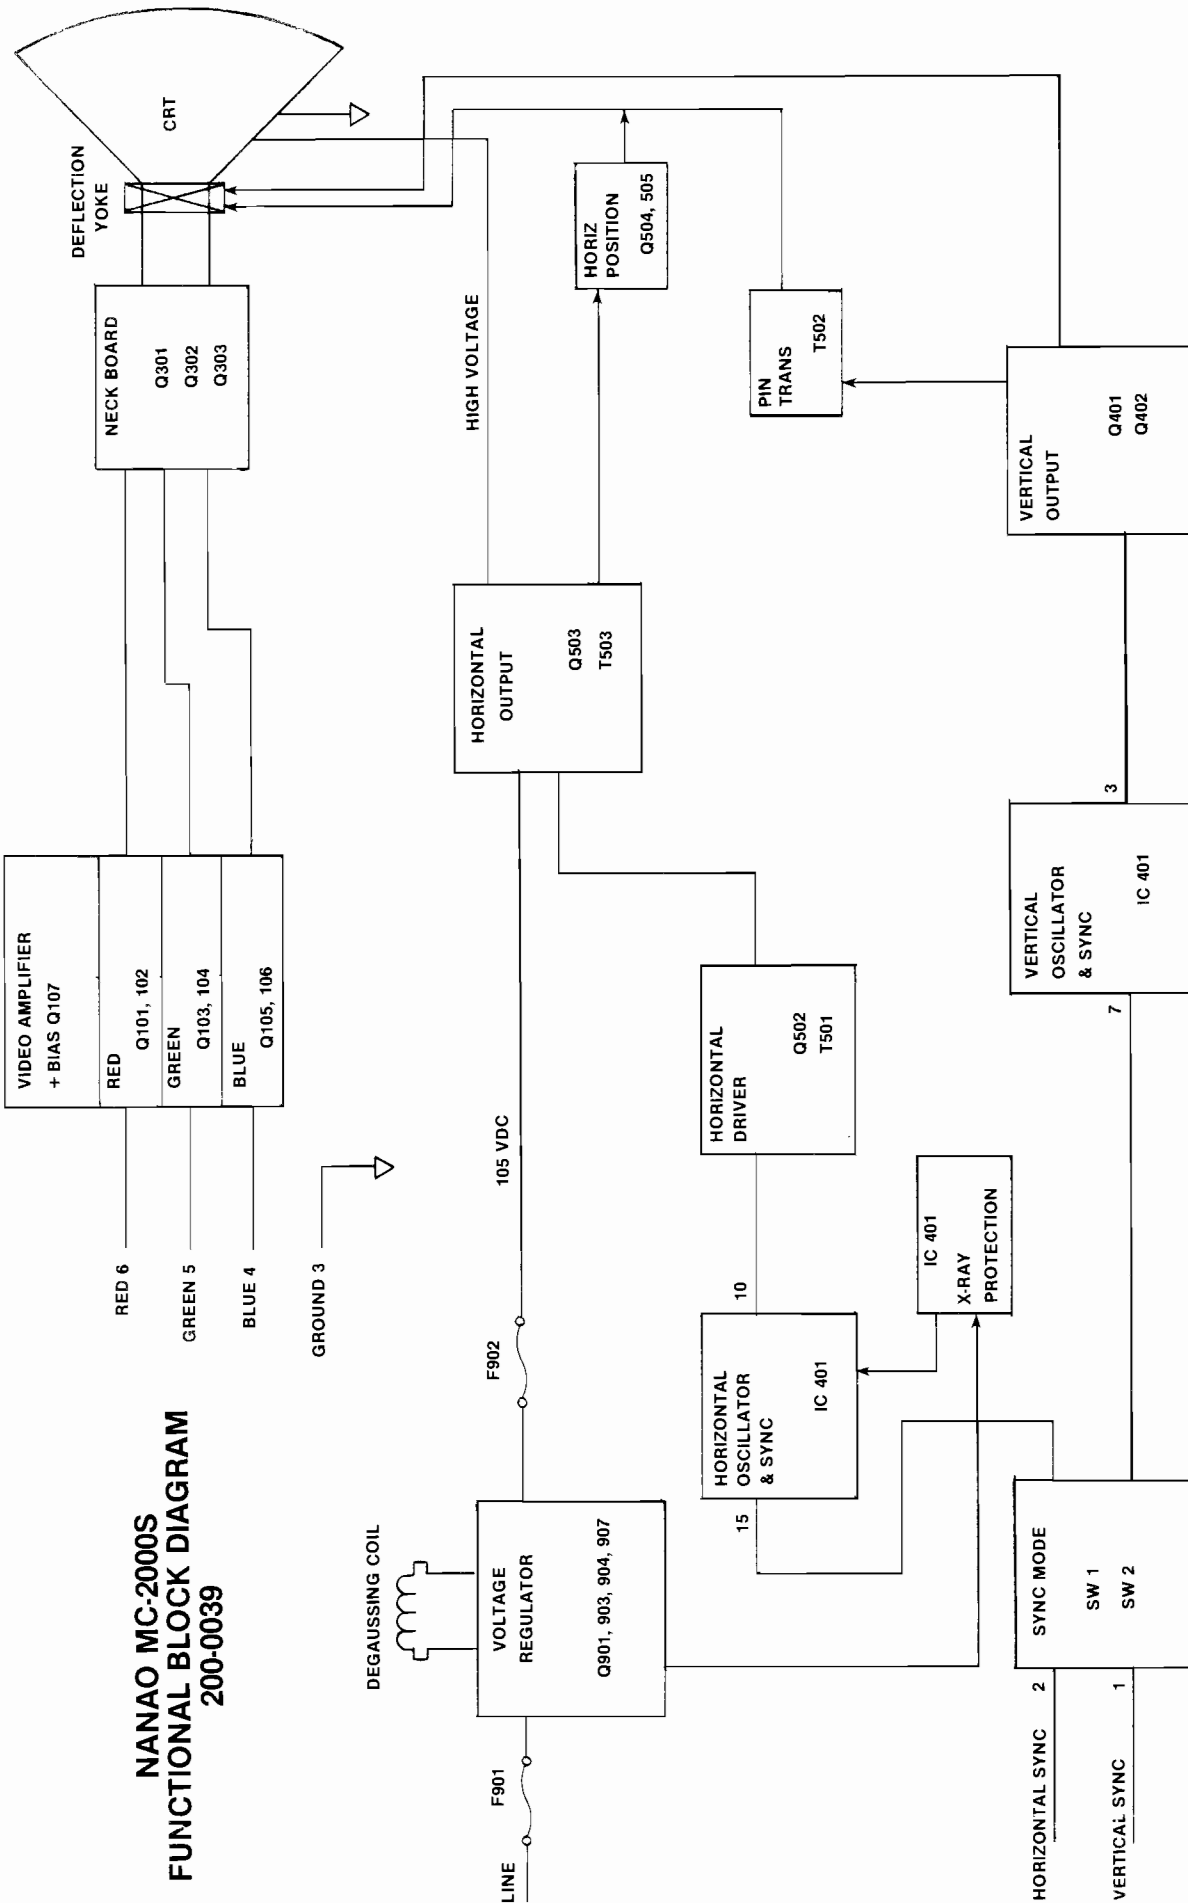 NANAO MC-2000S
FUNCTIONAL BLOCK DIAGRAM
200-0039
RED 6
GREEN 5
BLUE 4
GROUND 3
VIDEO AMPLIFIER
+ BIAS Q107
RED
Q101, 102
GREEN
Q103, 104
BLUE
Q105, 106
NECK BOARD
Q301
Q302
Q303
DEFLECTION
YOKE
CRT
DEGAUSSING COIL
LINE
F901
VOLTAGE
REGULATOR
Q901, 903, 904, 907
F902
105 VDC
HORIZONTAL
OUTPUT
Q503
T503
HIGH VOLTAGE
HORIZ
POSITION
Q504, 505
15
HORIZONTAL
OSCILLATOR
& SYNC
IC 401
10
HORIZONTAL
DRIVER
Q502
T501
PIN
TRANS
T502
IC 401
X-RAY
PROTECTION
HORIZONTAL SYNC
2
VERTICAL SYNC
1
SYNC MODE
SW 1
SW 2
7
VERTICAL
OSCILLATOR
& SYNC
IC 401
3
VERTICAL
OUTPUT
Q401
Q402